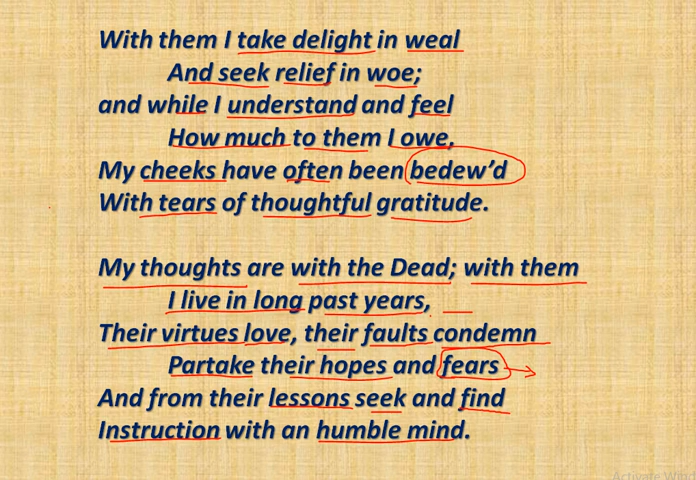 With them I take delight in weal
And seek relief in woe;
and while I understand and feel
How much to them I owe,
My cheeks have often been bedew’d
With tears of thoughtful gratitude.
My thoughts are with the Dead; with them
I live in long past years,
Their virtues love, their faults condemn
Partake their hopes and fears
And from their lessons seek and find
Instruction with an humble mind.
Activate Wind